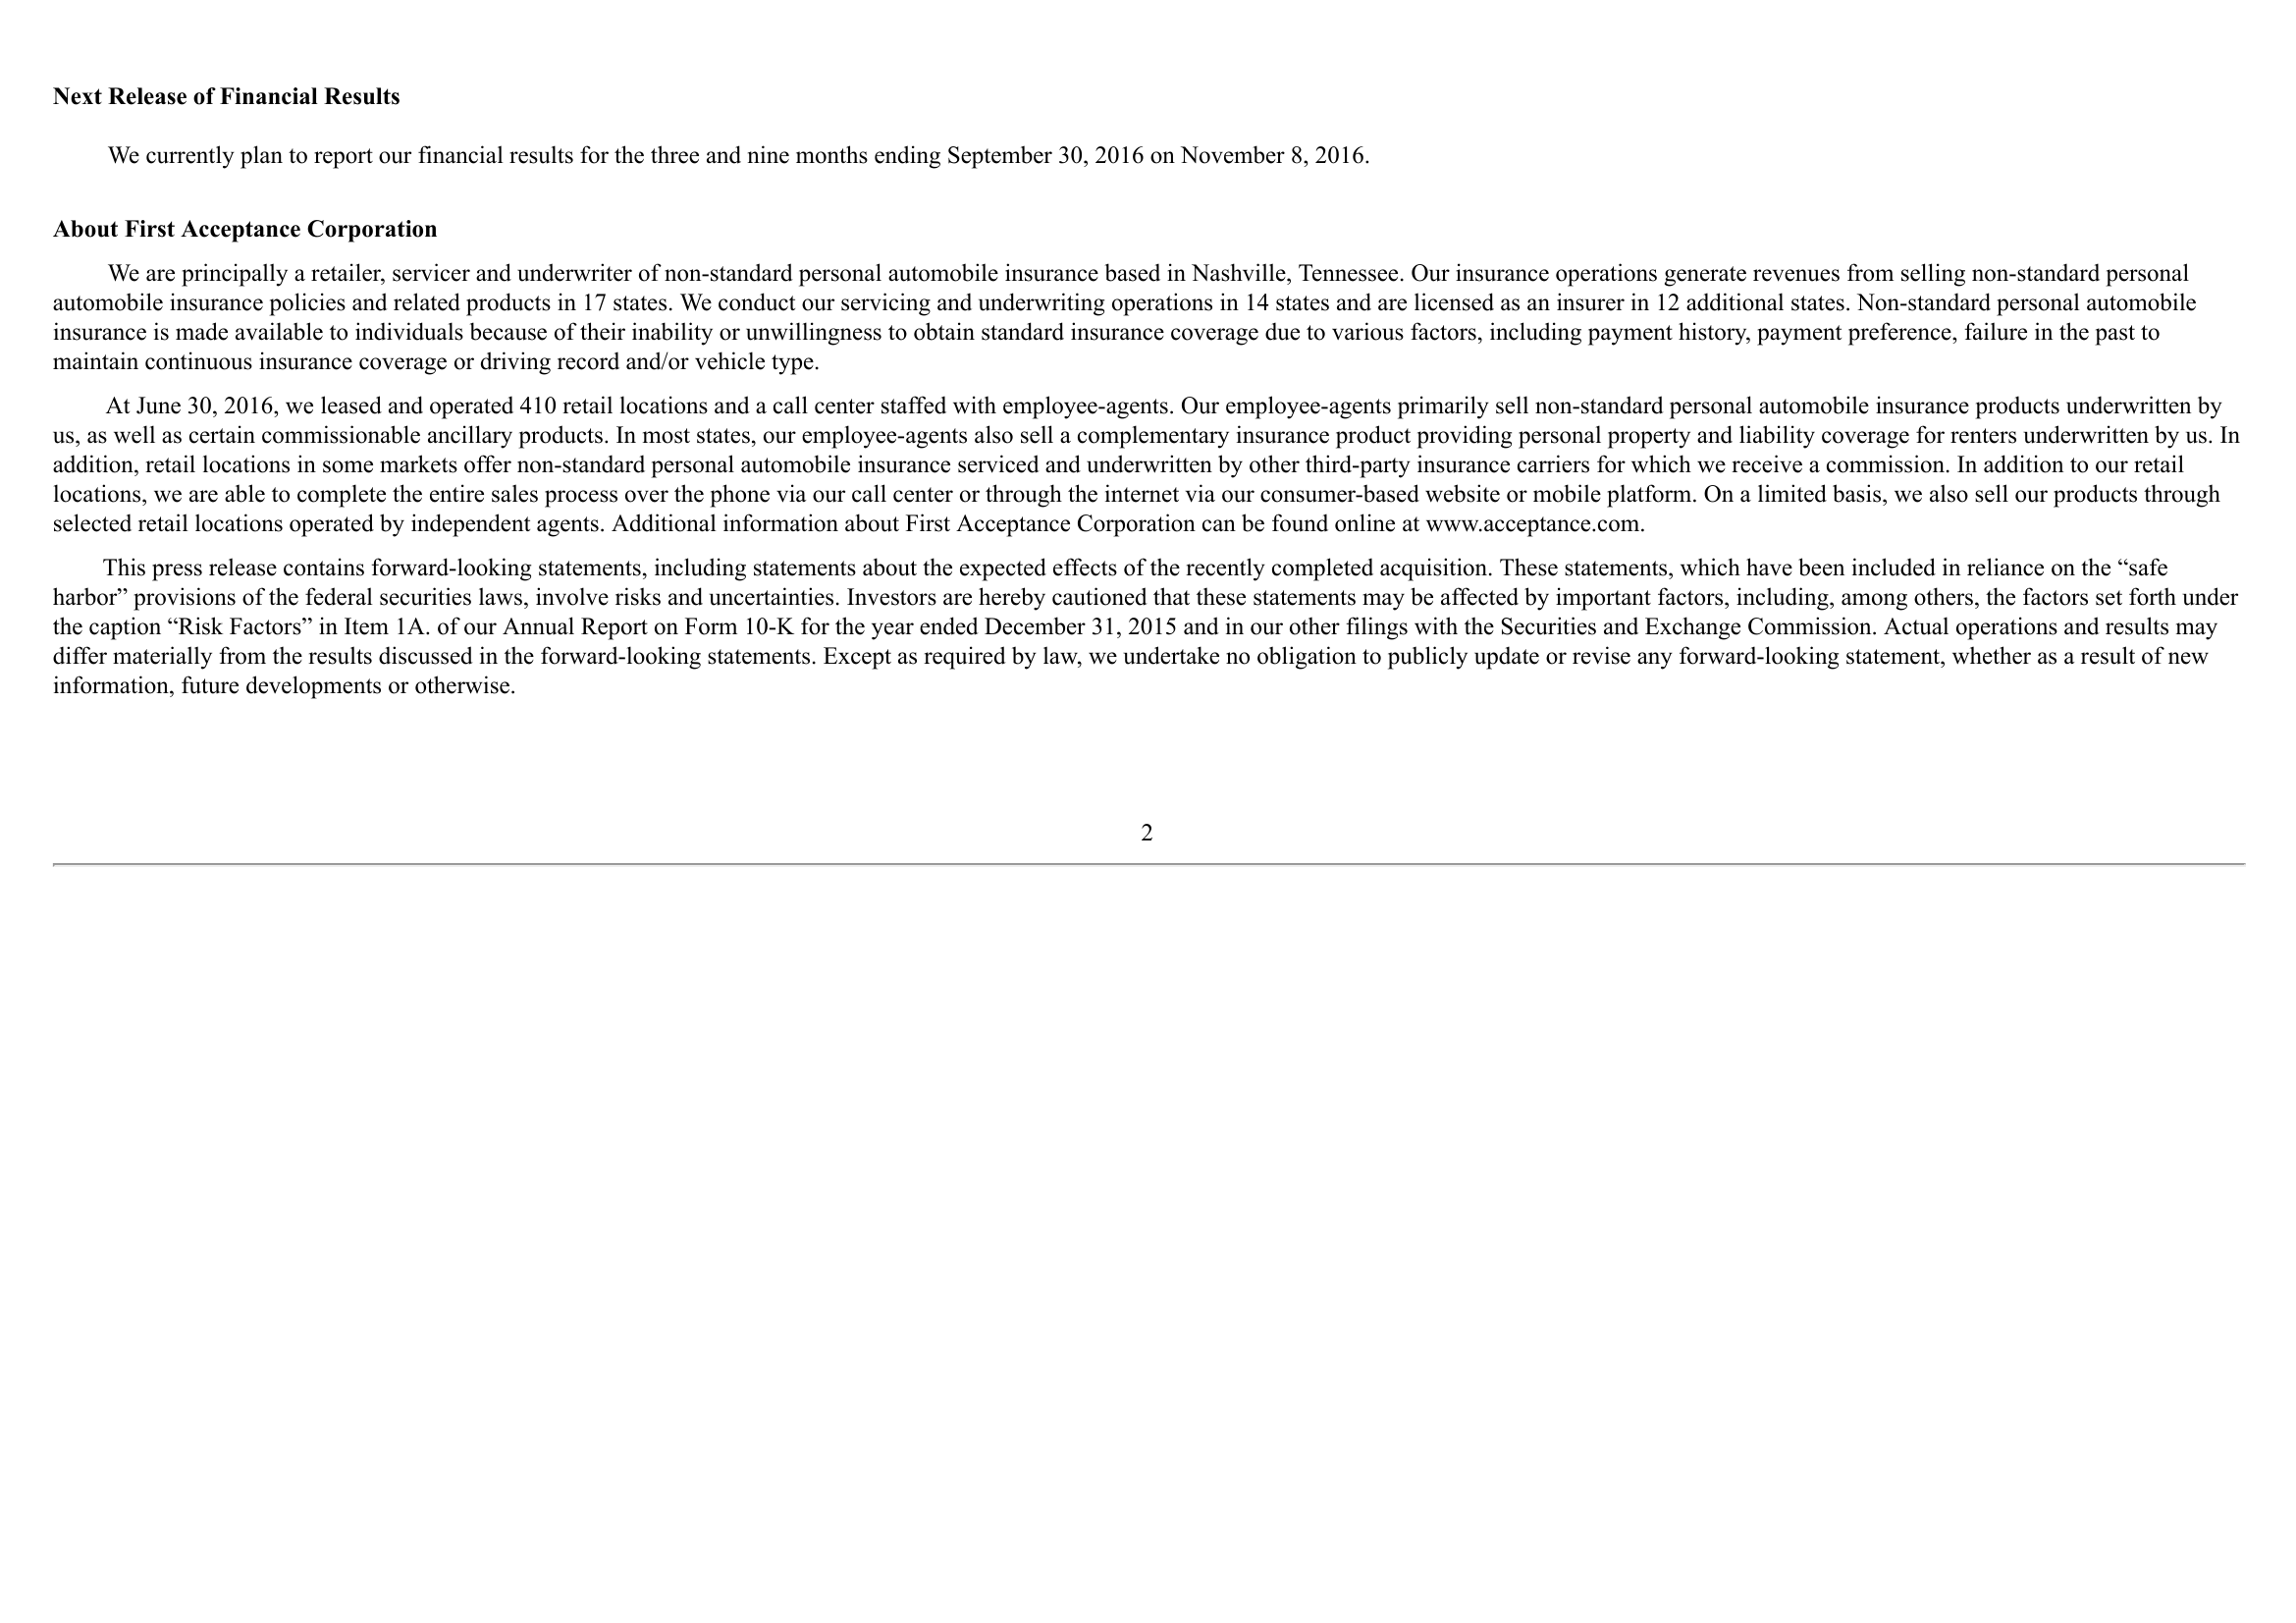 Next Release of Financial Results
We currently plan to report our financial results for the three and nine months ending September 30, 2016 on November 8, 2016.
About First Acceptance Corporation
We are principally a retailer, servicer and underwriter of non-standard personal automobile insurance based in Nashville, Tennessee. Our insurance operations generate revenues from selling non-standard personal
automobile insurance policies and related products in 17 states. We conduct our servicing and underwriting operations in 14 states and are licensed as an insurer in 12 additional states. Non-standard personal automobile
insurance is made available to individuals because of their inability or unwillingness to obtain standard insurance coverage due to various factors, including payment history, payment preference, failure in the past to
maintain continuous insurance coverage or driving record and/or vehicle type.
At June 30, 2016, we leased and operated 410 retail locations and a call center staffed with employee-agents. Our employee-agents primarily sell non-standard personal automobile insurance products underwritten by
us, as well as certain commissionable ancillary products. In most states, our employee-agents also sell a complementary insurance product providing personal property and liability coverage for renters underwritten by us. In
addition, retail locations in some markets offer non-standard personal automobile insurance serviced and underwritten by other third-party insurance carriers for which we receive a commission. In addition to our retail
locations, we are able to complete the entire sales process over the phone via our call center or through the internet via our consumer-based website or mobile platform. On a limited basis, we also sell our products through
selected retail locations operated by independent agents. Additional information about First Acceptance Corporation can be found online at www.acceptance.com.
This press release contains forward-looking statements, including statements about the expected effects of the recently completed acquisition. These statements, which have been included in reliance on the “safe
harbor” provisions of the federal securities laws, involve risks and uncertainties. Investors are hereby cautioned that these statements may be affected by important factors, including, among others, the factors set forth under
the caption “Risk Factors” in Item 1A. of our Annual Report on Form 10-K for the year ended December 31, 2015 and in our other filings with the Securities and Exchange Commission. Actual operations and results may
differ materially from the results discussed in the forward-looking statements. Except as required by law, we undertake no obligation to publicly update or revise any forward-looking statement, whether as a result of new
information, future developments or otherwise.
2